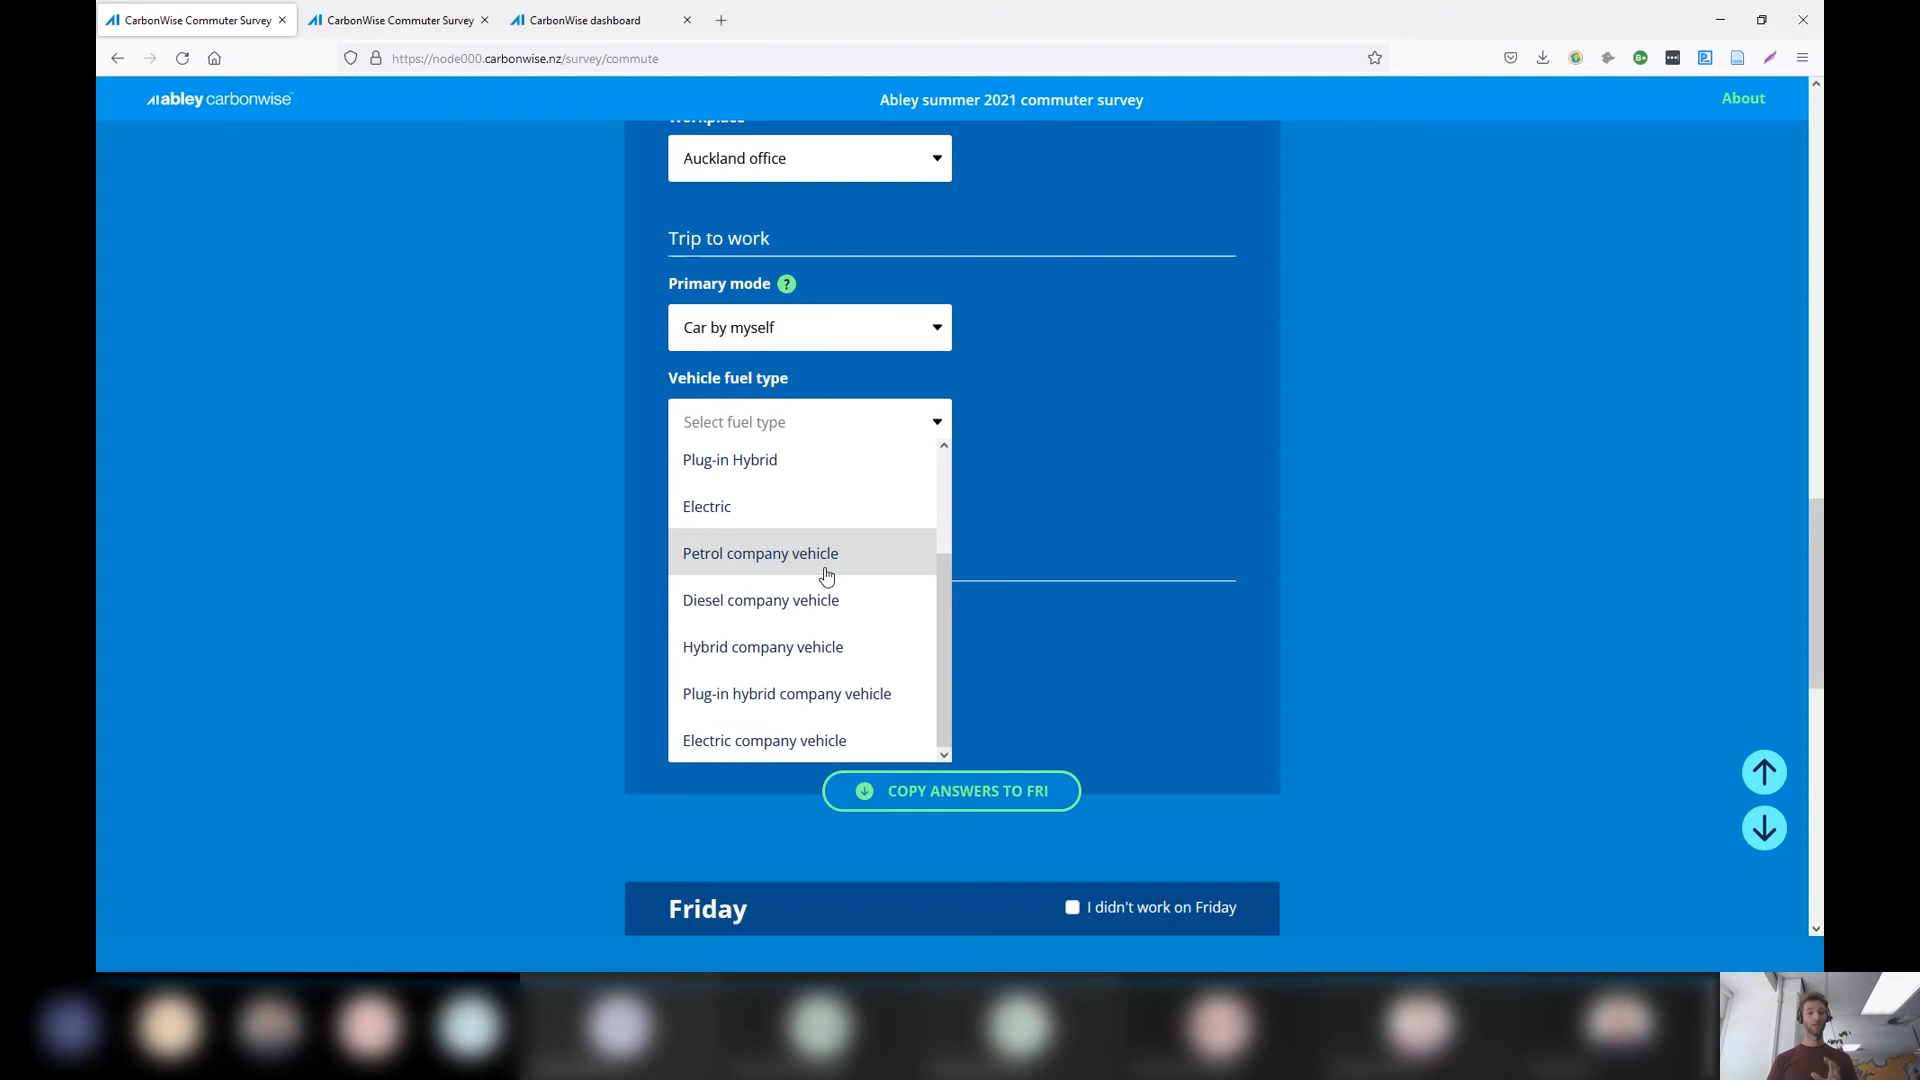 CarbonWise Commuter Survey
CarbonWise Commuter Survey
CarbonWise dashboard
https://node000.carbonwise.nz/survey/commute
abley carbonwise
Abley summer 2021 commuter survey
About
Workplace
Auckland office
Trip to work
Primary mode ?
Car by myself
Vehicle fuel type
Select fuel type
Plug-in Hybrid
Electric
Petrol company vehicle
Diesel company vehicle
Hybrid company vehicle
Plug-in hybrid company vehicle
Electric company vehicle
COPY ANSWERS TO FRI
Friday
I didn't work on Friday